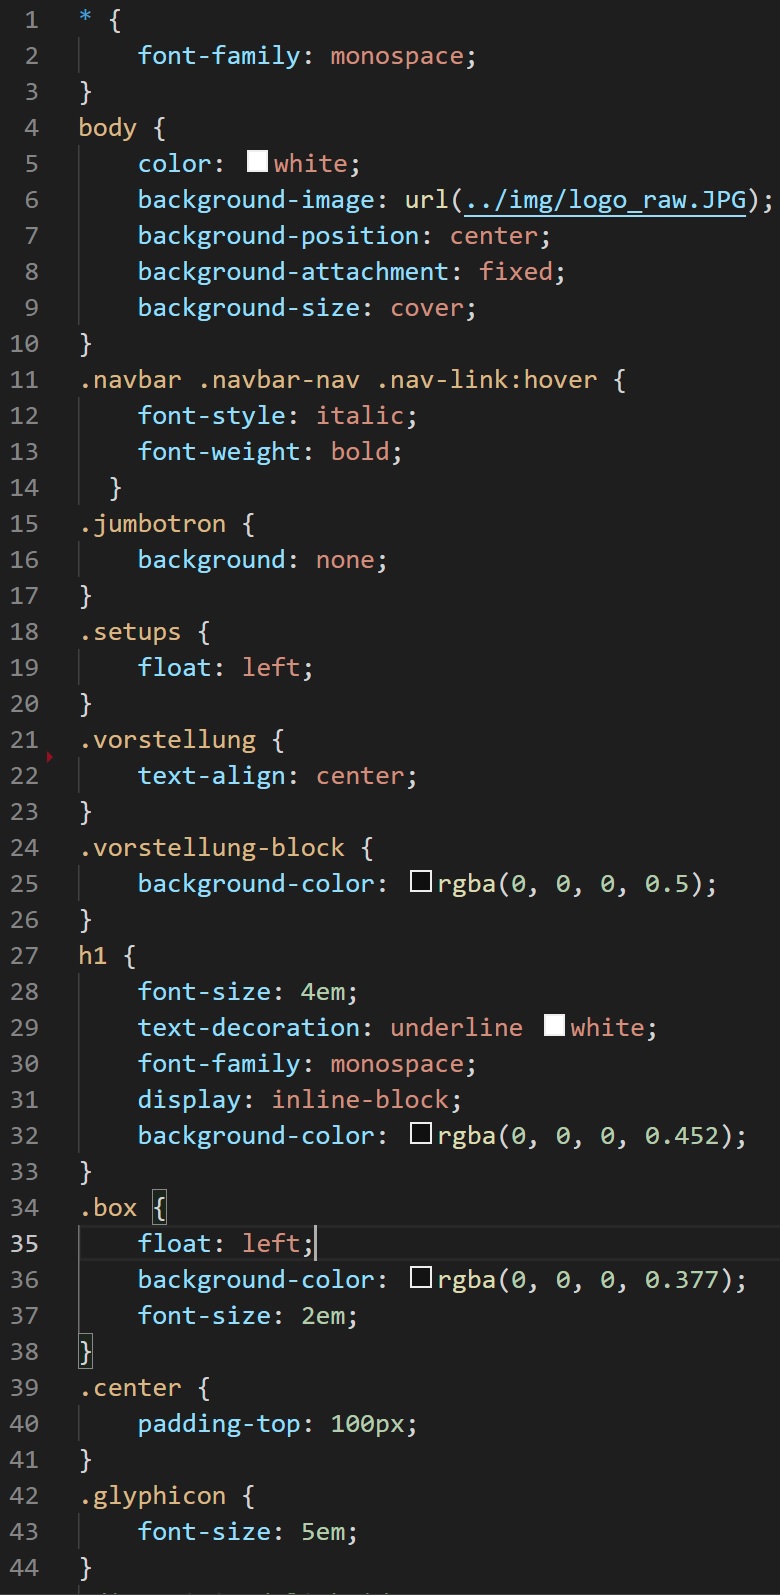 1 * {
2 font-family: monospace;
3 }
4 body {
5 color: white;
6 background-image: url(../img/logo_raw.JPG);
7 background-position: center;
8 background-attachment: fixed;
9 background-size: cover;
10 }
11 .navbar .navbar-nav .nav-link:hover {
12 font-style: italic;
13 font-weight: bold;
14 }
15 .jumbotron {
16 background: none;
17 }
18 .setups {
19 float: left;
20 }
21 .vorstellung {
22 text-align: center;
23 }
24 .vorstellung-block {
25 background-color: rgba(0, 0, 0, 0.5);
26 }
27 h1 {
28 font-size: 4em;
29 text-decoration: underline white;
30 font-family: monospace;
31 display: inline-block;
32 background-color: rgba(0, 0, 0, 0.452);
33 }
34 .box {
35 float: left;
36 background-color: rgba(0, 0, 0, 0.377);
37 font-size: 2em;
38 }
39 .center {
40 padding-top: 100px;
41 }
42 .glyphicon {
43 font-size: 5em;
44 }